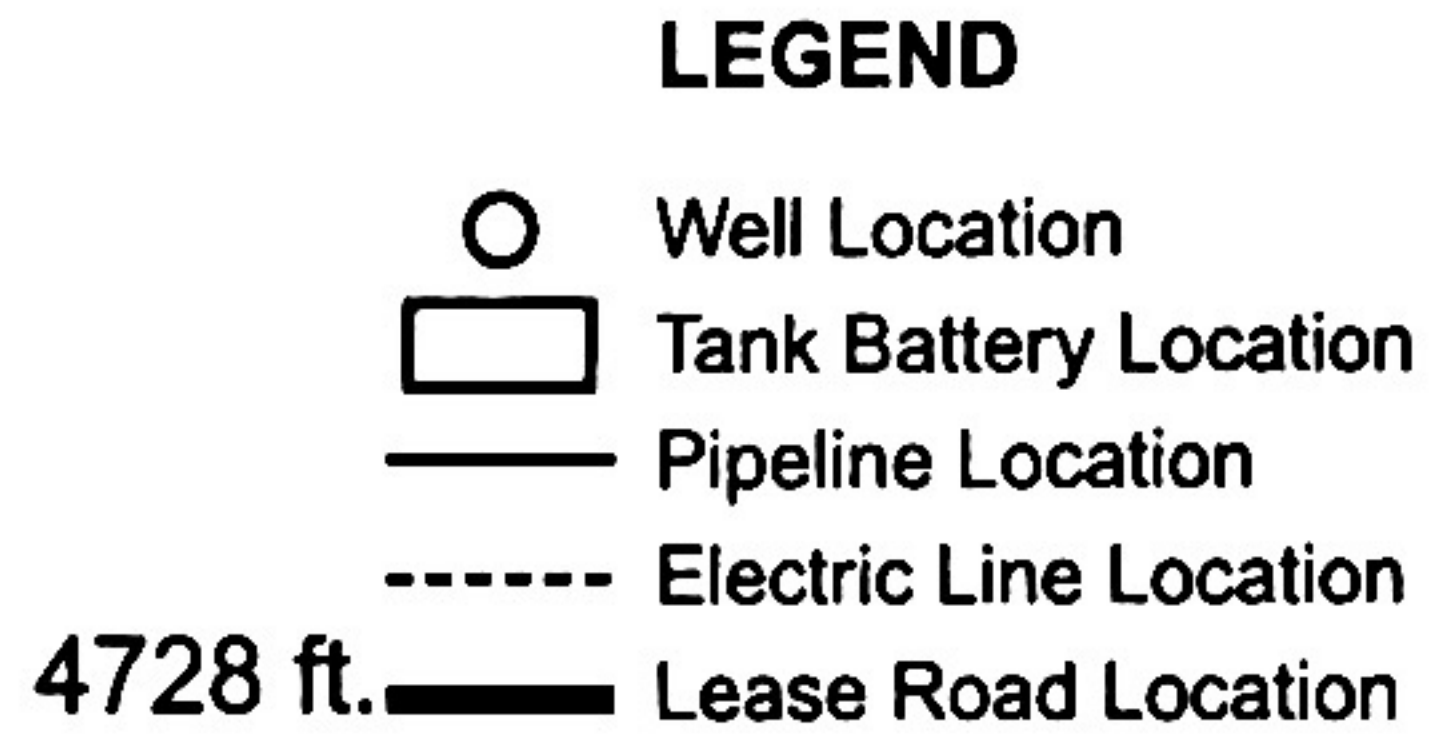 LEGEND
Well Location
Tank Battery Location
Pipeline Location
Electric Line Location
4728 ft. Lease Road Location